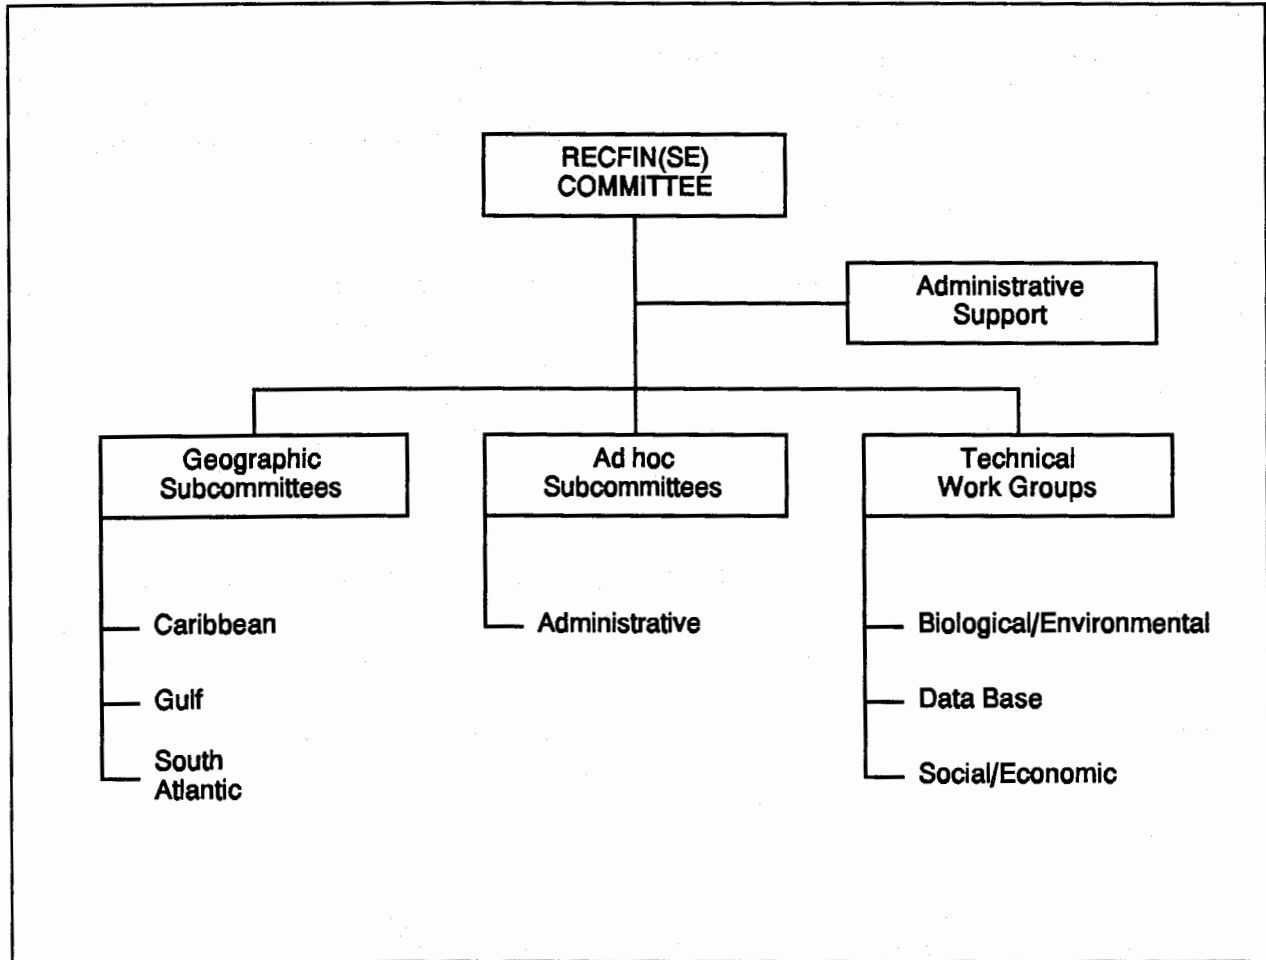 RECFIN(SE)
COMMITTEE
Administrative
Support
Geographic
Subcommittees
Ad hoc
Subcommittees
Technical
Work Groups
Caribbean
Gulf
South
Atlantic
Administrative
Biological/Environmental
Data Base
Social/Economic